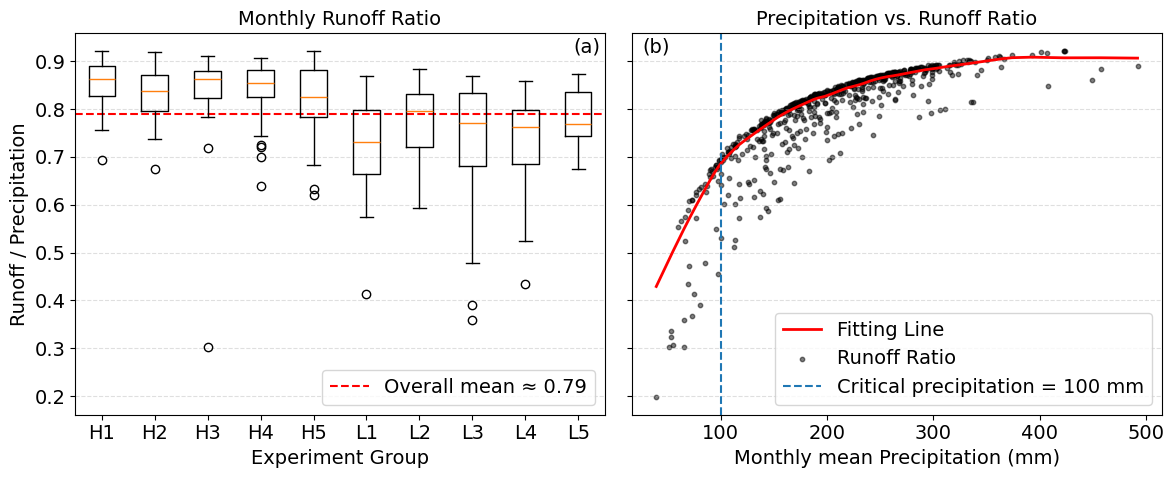 Monthly Runoff Ratio
(a)
Runoff / Precipitation
0.9
0.8
0.7
0.6
0.5
0.4
0.3
0.2
Overall mean ≈ 0.79
H1 H2 H3 H4 H5 L1 L2 L3 L4 L5
Experiment Group
Precipitation vs. Runoff Ratio
(b)
Fitting Line
Runoff Ratio
Critical precipitation = 100 mm
100 200 300 400 500
Monthly mean Precipitation (mm)